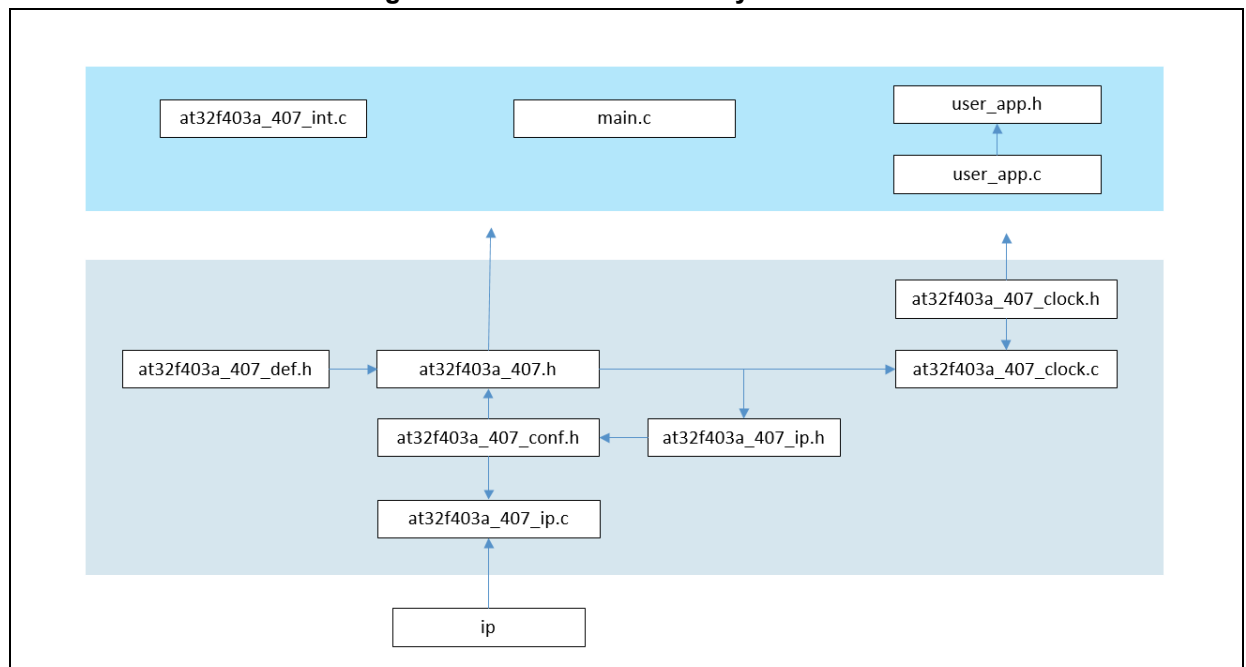 at32f403a_407_int.c
main.c
user_app.h
user_app.c
at32f403a_407_clock.h
at32f403a_407_def.h
at32f403a_407.h
at32f403a_407_clock.c
at32f403a_407_conf.h
at32f403a_407_ip.h
at32f403a_407_ip.c
ip